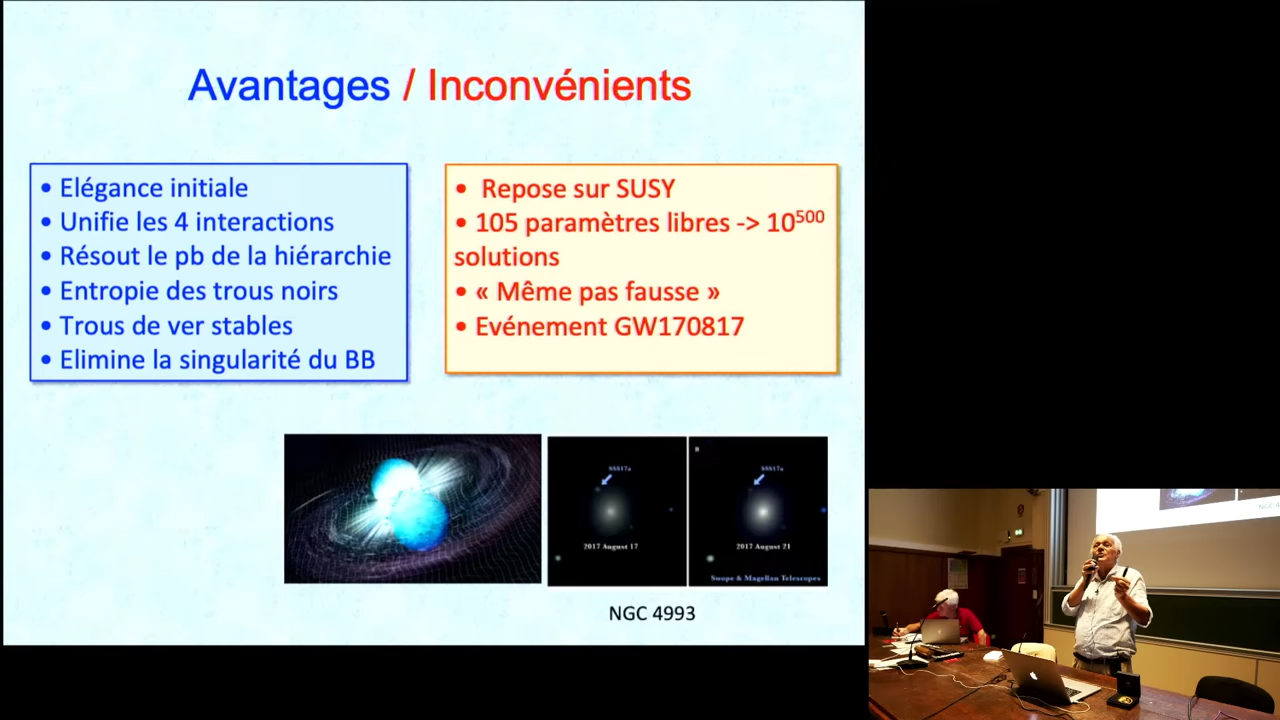 Avantages / Inconvénients
• Elégance initiale
• Unifie les 4 interactions
• Résout le pb de la hiérarchie
• Entropie des trous noirs
• Trous de ver stables
• Elimine la singularité du BB
• Repose sur SUSY
• 105 paramètres libres -> 10⁵⁰⁰
solutions
• « Même pas fausse »
• Evénement GW170817
SSS17a
2017 August 17
B
SSS17a
2017 August 21
Swope & Magellan Telescopes
NGC 4993